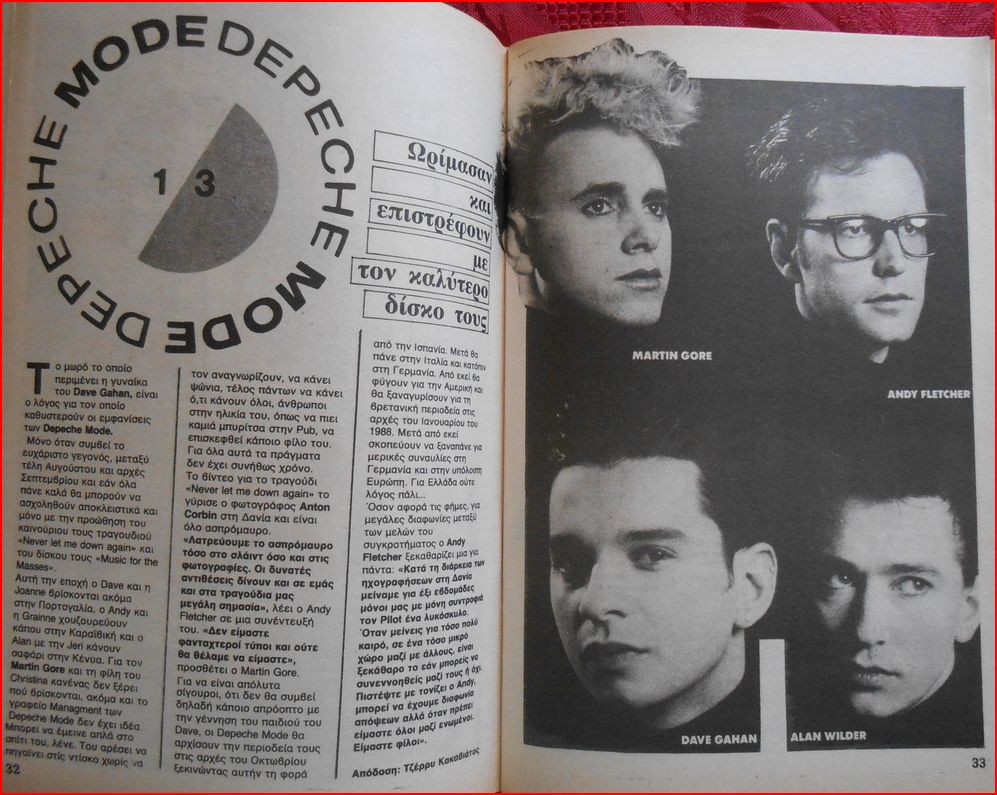 DEPECHE MODE DEPECHE MODE DEPECHE MODE
1 3
Ωρίμασαν
και
επιστρέφουν
με
τον καλύτερο
δίσκο τους
Το μωρό το οποίο
περιμένει η γυναίκα
του Dave Gahan, είναι
ο λόγος για τον οποίο
καθυστερούν οι εμφανίσεις
των Depeche Mode.
Μόνο όταν συμβεί το
ευχάριστο γεγονός, μεταξύ
τέλη Αυγούστου και αρχές
Σεπτεμβρίου και εάν όλα
πάνε καλά θα μπορούν να
ασχοληθούν αποκλειστικά και
μόνο με την προώθηση του
καινούριου τους τραγουδιού
«Never let me down again» και
του δίσκου τους «Music for the
Masses».
Αυτή την εποχή ο Dave και η
Joanne βρίσκονται ακόμα
στην Πορτογαλία, ο Andy και
η Grainne χουζουρεύουν
κάπου στην Καραϊβική και ο
Alan με την Jeri κάνουν
σαφάρι στην Κένυα. Για τον
Martin Gore και τη φίλη του
Christina κανένας δεν ξέρει
πού βρίσκονται, ακόμα και το
γραφείο Managment των
Depeche Mode δεν έχει ιδέα.
Μπορεί να έμεινε απλά στο
σπίτι του, λένε. Του αρέσει να
πηγαίνει στίς ντίσκο χωρίς να
32
τον αναγνωρίζουν, να κάνει
ψώνια, τέλος πάντων να κάνει
ό,τι κάνουν όλοι, άνθρωποι
στην ηλικία του, όπως να πιει
καμιά μπυρίτσα στην Pub, να
επισκεφθεί κάποιο φίλο του.
Για όλα αυτά τα πράγματα
δεν έχει συνήθως χρόνο.
Το βίντεο για το τραγούδι
«Never let me down again» το
γύρισε ο φωτογράφος Anton
Corbin στη Δανία και είναι
όλο ασπρόμαυρο.
«Λατρεύουμε το ασπρόμαυρο
τόσο στο σλάιντ όσο και στις
φωτογραφίες. Οι δυνατές
αντιθέσεις δίνουν και σε εμάς
και στα τραγούδια μας
μεγάλη σημασία», λέει ο Andy
Fletcher σε μια συνέντευξή
του. «Δεν είμαστε
φανταχτεροί τύποι και ούτε
θα θέλαμε να είμαστε»,
προσθέτει ο Martin Gore.
Για να είναι απόλυτα
σίγουροι, ότι δεν θα συμβεί
δηλαδή κάποιο απρόοπτο με
την γέννηση του παιδιού του
Dave, οι Depeche Mode θα
αρχίσουν την περιοδεία τους
στις αρχές του Οκτωβρίου
ξεκινώντας αυτήν τη φορά
από την Ισπανία. Μετά θα
πάνε στην Ιταλία και κατόπιν
στη Γερμανία. Από εκεί θα
φύγουν για την Αμερική και
θα ξαναγυρίσουν για τη
βρετανική περιοδεία στις
αρχές του Ιανουαρίου του
1988. Μετά από εκεί
σκοπεύουν να ξαναπάνε για
μερικές συναυλίες στη
Γερμανία και στην υπόλοιπη
Ευρώπη. Για Ελλάδα ούτε
λόγος πάλι...
Όσον αφορά τις φήμες, για
μεγάλες διαφωνίες μεταξύ
των μελών του
συγκροτήματος ο Andy
Fletcher ξεκαθαρίζει μια για
πάντα: «Κατά τη διάρκεια των
ηχογραφήσεων στη Δανία
μείναμε για έξι εβδομάδες
μόνοι μας με μόνη συντροφιά
τον Pilot ένα λυκόσκυλο.
Όταν μείνεις για τόσο πολύ
καιρό, σε ένα τόσο μικρό
χώρο μαζί με άλλους, είναι
ξεκάθαρο το εάν μπορείς να
συνεννοηθείς μαζί τους ή όχι.
Πιστέψτε με τονίζει ο Andy,
μπορεί να έχουμε διαφωνία
απόψεων αλλά όταν πρέπει
είμαστε όλοι μαζί ενωμένοι.
Είμαστε φίλοι».
Απόδοση: Τζέρρυ Κακαδιάτος
MARTIN GORE
ANDY FLETCHER
DAVE GAHAN
ALAN WILDER
33